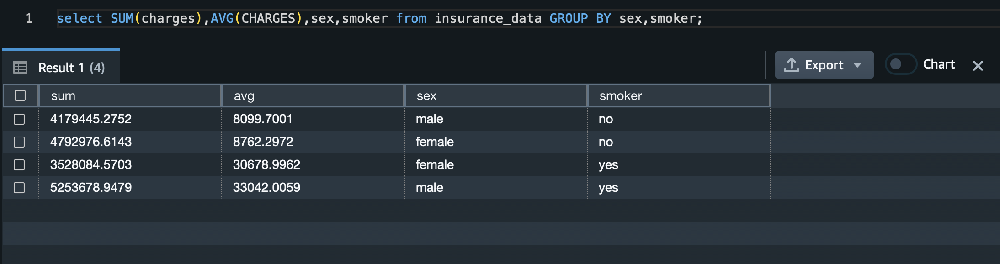 1 select SUM(charges),AVG(CHARGES),sex,smoker from insurance_data GROUP BY sex,smoker;
Result 1 (4) Export Chart
sum avg sex smoker
4179445.2752 8099.7001 male no
4792976.6143 8762.2972 female no
3528084.5703 30678.9962 female yes
5253678.9479 33042.0059 male yes